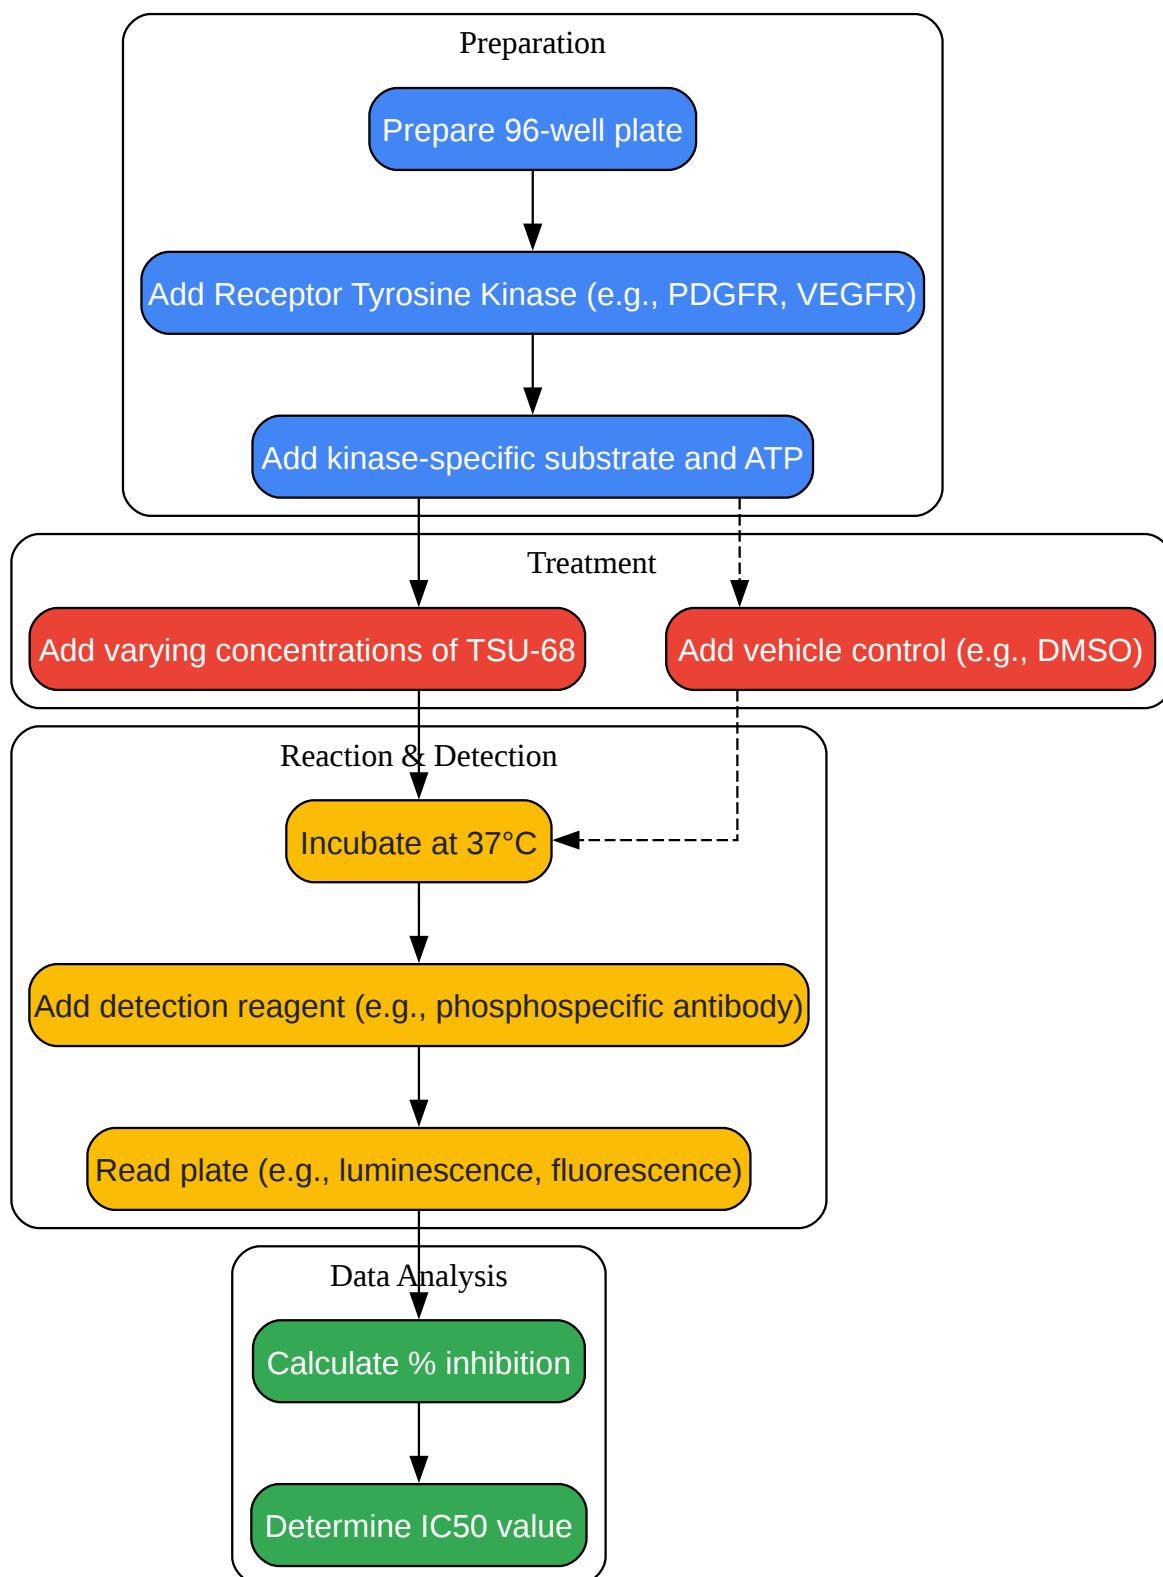 Preparation
Prepare 96-well plate
Add Receptor Tyrosine Kinase (e.g., PDGFR, VEGFR)
Add kinase-specific substrate and ATP
Treatment
Add varying concentrations of TSU-68
Add vehicle control (e.g., DMSO)
Reaction & Detection
Incubate at 37°C
Add detection reagent (e.g., phosphospecific antibody)
Read plate (e.g., luminescence, fluorescence)
Data Analysis
Calculate % inhibition
Determine IC50 value